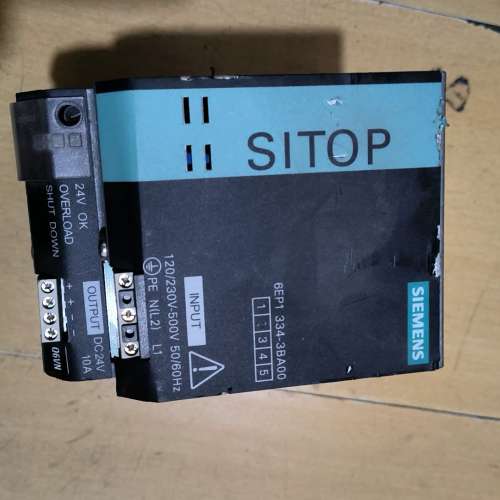 SITOP
24V OK
OVERLOAD
SHUT DOWN
+ + - -
OUTPUT DC24V
10A
INPUT
120/230V-500V 50/60Hz
PE N(L2) L1
6EP1 334-3BA00
1 : 3 4 5
SIEMENS